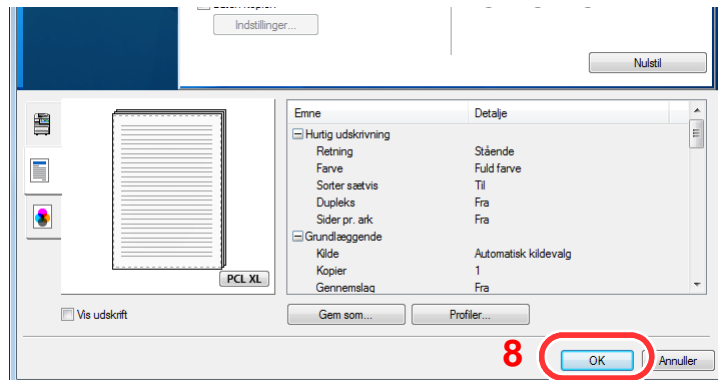 Indstillinger...
Nulstil
Emne Detalje
Hurtig udskrivning
Retning Stående
Farve Fuld farve
Sorter sætvis Til
Dupleks Fra
Sider pr. ark Fra
Grundlæggende
Kilde Automatisk kildevalg
Kopier 1
Gennemslag Fra
PCL XL
Vis udskrift
Gem som...
Profiler...
8
OK
Annuller